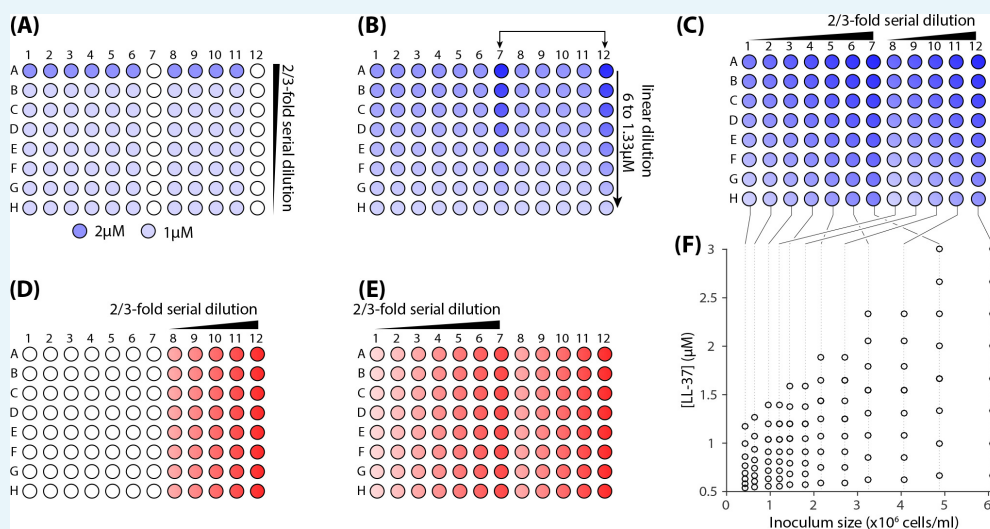 (A)
1 2 3 4 5 6 7 8 9 10 11 12
A
B
C
D
E
F
G
H
2/3-fold serial dilution
2μM 1μM
(B)
1 2 3 4 5 6 7 8 9 10 11 12
A
B
C
D
E
F
G
H
linear dilution
6 to 1.33μM
(C)
2/3-fold serial dilution
1 2 3 4 5 6 7 8 9 10 11 12
A
B
C
D
E
F
G
H
(D)
2/3-fold serial dilution
1 2 3 4 5 6 7 8 9 10 11 12
A
B
C
D
E
F
G
H
(E)
2/3-fold serial dilution
1 2 3 4 5 6 7 8 9 10 11 12
A
B
C
D
E
F
G
H
(F)
[LL-37] (μM)
3
2.5
2
1.5
1
0.5
0 1 2 3 4 5 6
Inoculum size (x10⁶ cells/ml)